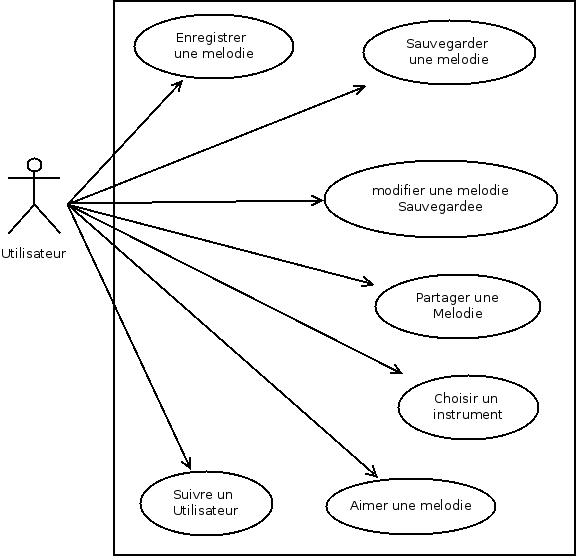 Enregistrer
une melodie
Sauvegarder
une melodie
modifier une melodie
Sauvegardee
Utilisateur
Partager une
Melodie
Choisir un
instrument
Suivre un
Utilisateur
Aimer une melodie